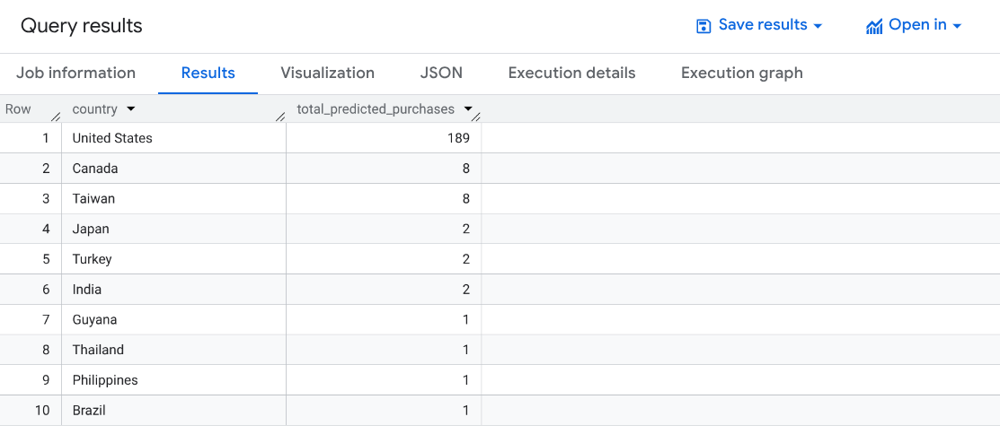 Query results Save results Open in
Job information Results Visualization JSON Execution details Execution graph
Row country total_predicted_purchases
1 United States 189
2 Canada 8
3 Taiwan 8
4 Japan 2
5 Turkey 2
6 India 2
7 Guyana 1
8 Thailand 1
9 Philippines 1
10 Brazil 1